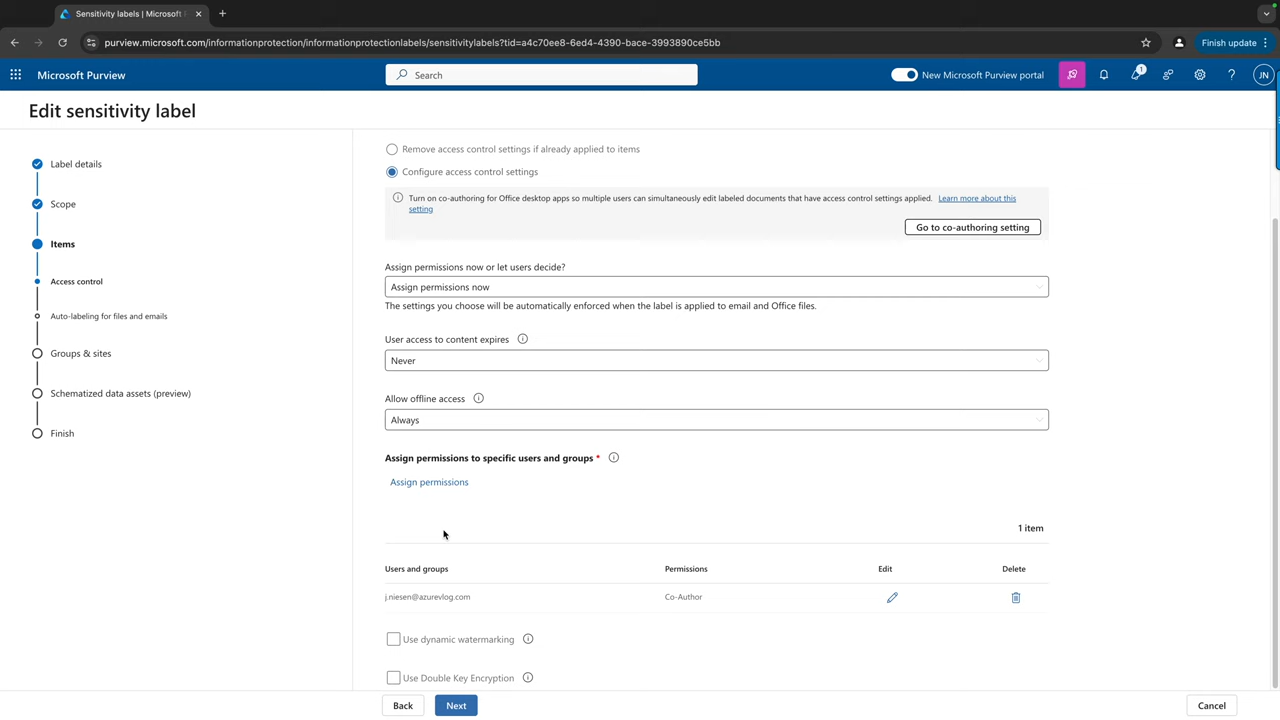 Sensitivity labels | Microsoft
purview.microsoft.com/informationprotection/informationprotectionlabels/sensitivitylabels?tid=a4c70ee8-6ed4-4390-bace-3993890ce5bb
Finish update
Microsoft Purview
Search
New Microsoft Purview portal
1
JN
Edit sensitivity label
Label details
Scope
Items
Access control
Auto-labeling for files and emails
Groups & sites
Schematized data assets (preview)
Finish
Remove access control settings if already applied to items
Configure access control settings
Turn on co-authoring for Office desktop apps so multiple users can simultaneously edit labeled documents that have access control settings applied. Learn more about this
setting
Go to co-authoring setting
Assign permissions now or let users decide?
Assign permissions now
The settings you choose will be automatically enforced when the label is applied to email and Office files.
User access to content expires
Never
Allow offline access
Always
Assign permissions to specific users and groups *
Assign permissions
1 item
Users and groups Permissions Edit Delete
j.niesen@azurevlog.com Co-Author
Use dynamic watermarking
Use Double Key Encryption
Back Next Cancel